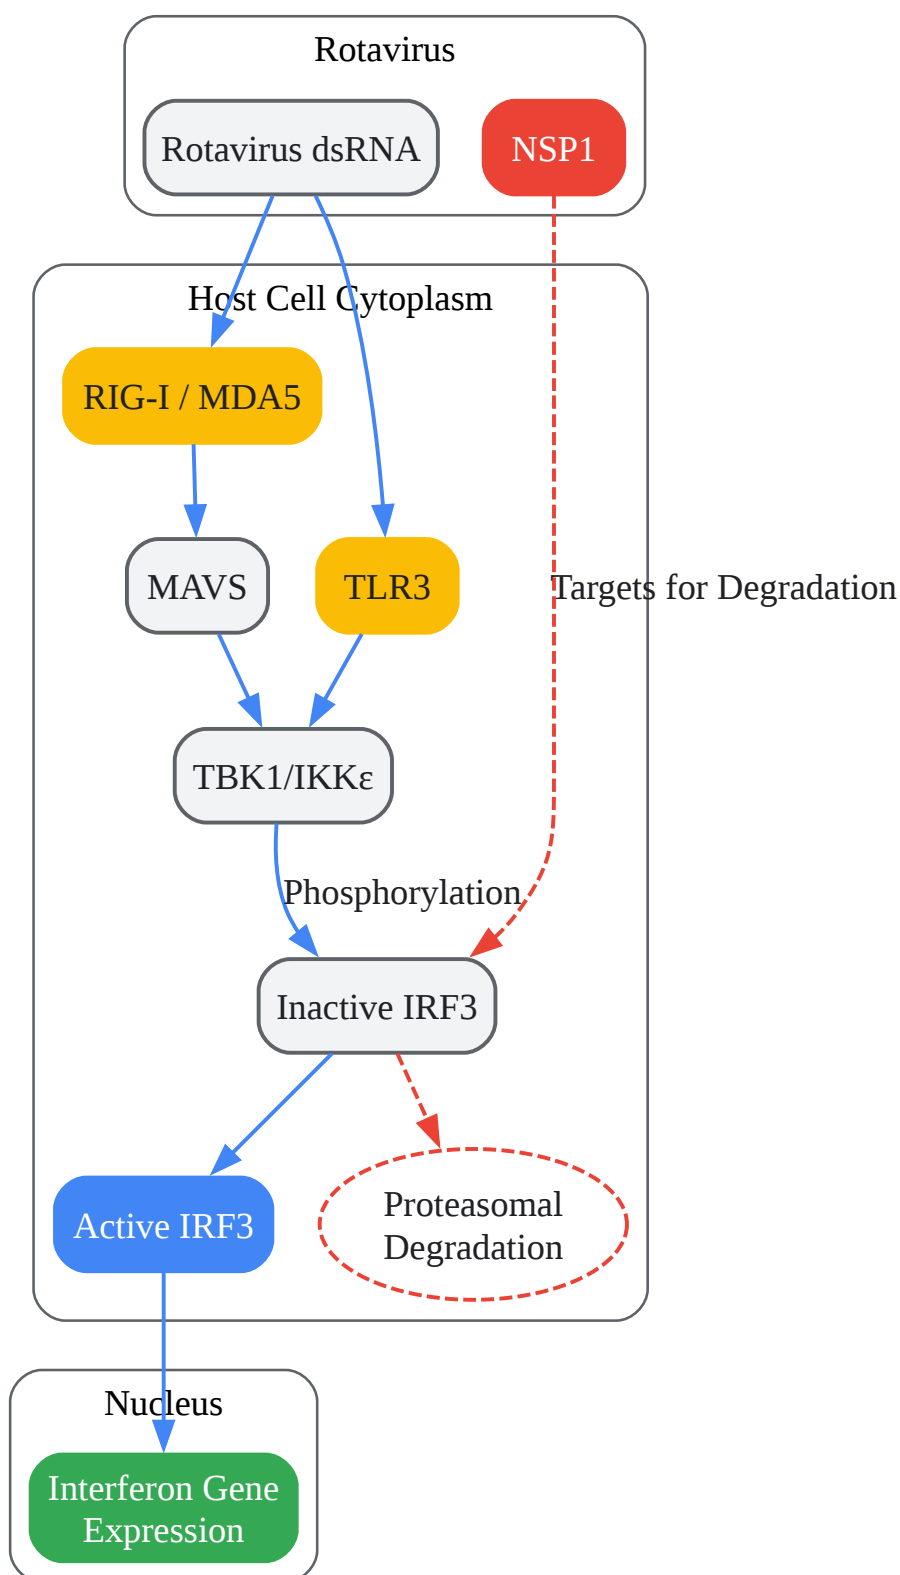 Rotavirus
Rotavirus dsRNA
NSP1
Host Cell Cytoplasm
RIG-I / MDA5
MAVS
TLR3
Targets for Degradation
TBK1/IKKε
Phosphorylation
Inactive IRF3
Active IRF3
Proteasomal
Degradation
Nucleus
Interferon Gene
Expression